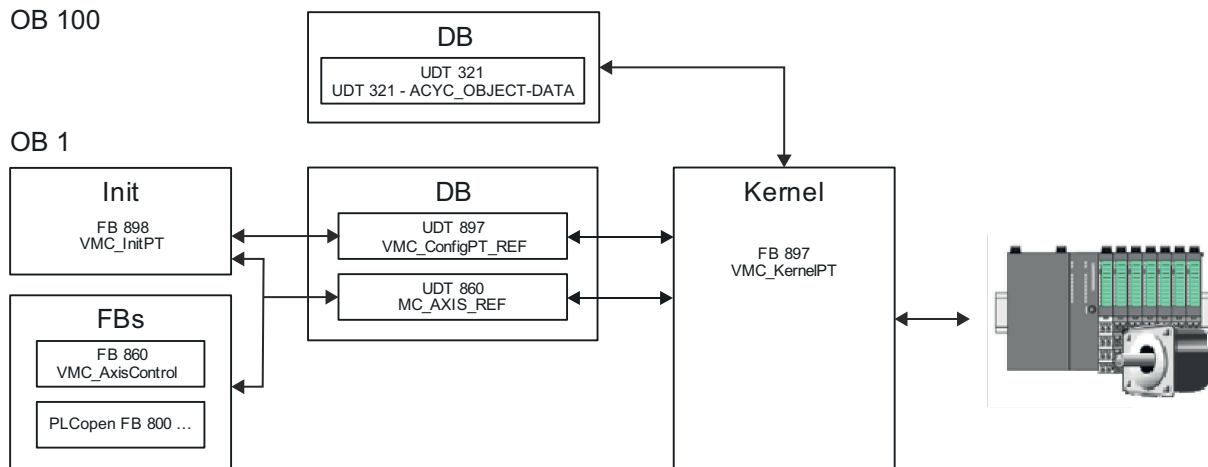 OB 100
DB
UDT 321
UDT 321 - ACYC_OBJECT-DATA
OB 1
Init
FB 898
VMC_InitPT
DB
UDT 897
VMC_ConfigPT_REF
UDT 860
MC_AXIS_REF
Kernel
FB 897
VMC_KernelPT
FBs
FB 860
VMC_AxisControl
PLCopen FB 800 ...